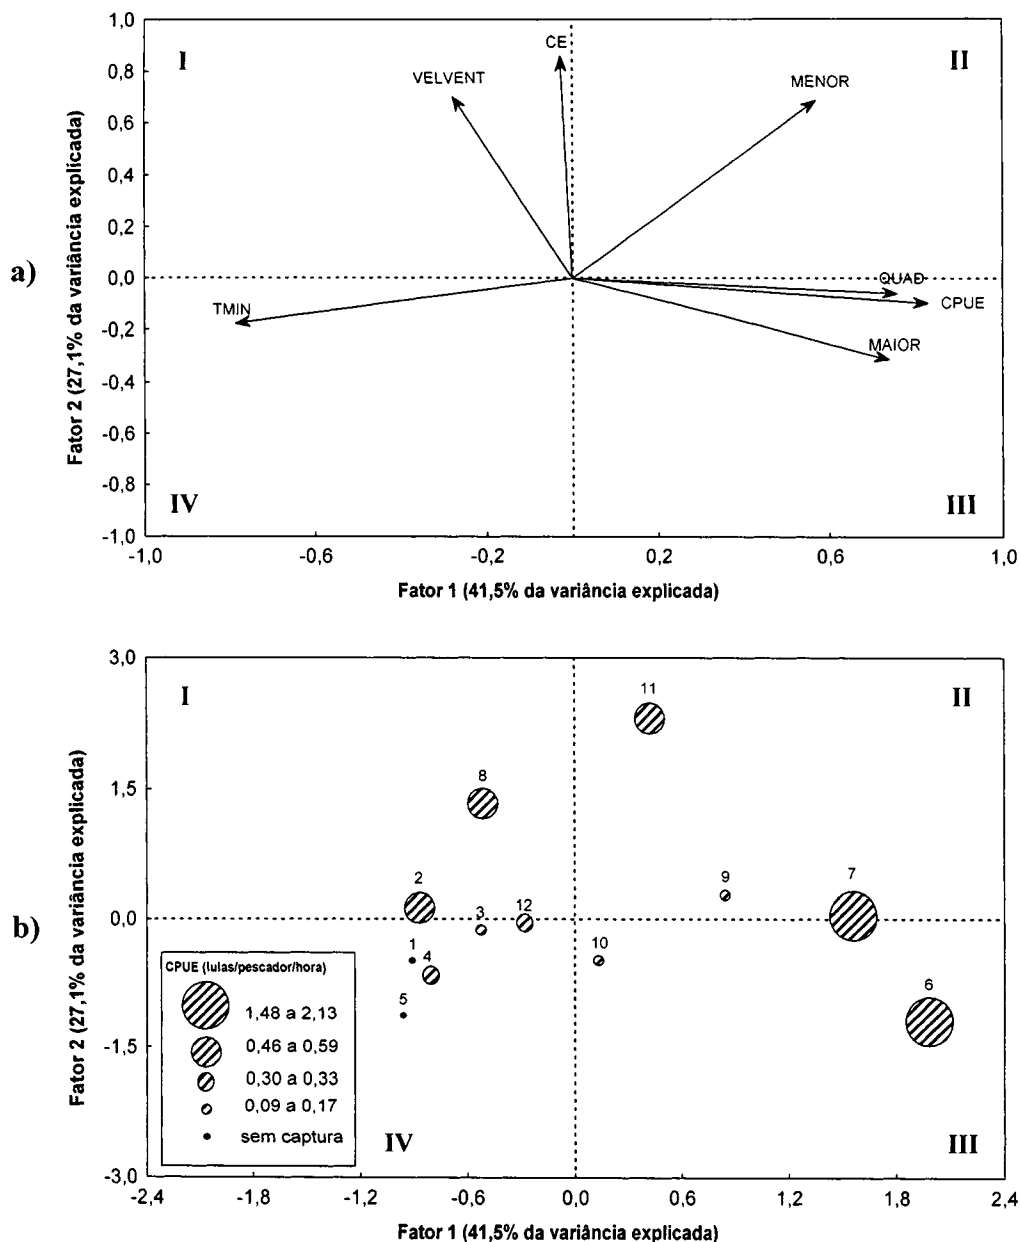 a)
Fator 2 (27,1% da variância explicada)
1,0
0,8
0,6
0,4
0,2
0,0
-0,2
-0,4
-0,6
-0,8
-1,0
I
II
CE
VELVENT
MENOR
TMIN
QUAD
CPUE
MAIOR
IV
III
-1,0
-0,6
-0,2
0,2
0,6
1,0
Fator 1 (41,5% da variância explicada)
b)
Fator 2 (27,1% da variância explicada)
3,0
1,5
0,0
-1,5
-3,0
I
II
11
8
2
9
7
3
12
1
4
10
5
6
CPUE (lulas/pescador/hora)
1,48 a 2,13
0,46 a 0,59
0,30 a 0,33
0,09 a 0,17
sem captura
IV
III
-2,4
-1,8
-1,2
-0,6
0,0
0,6
1,2
1,8
2,4
Fator 1 (41,5% da variância explicada)